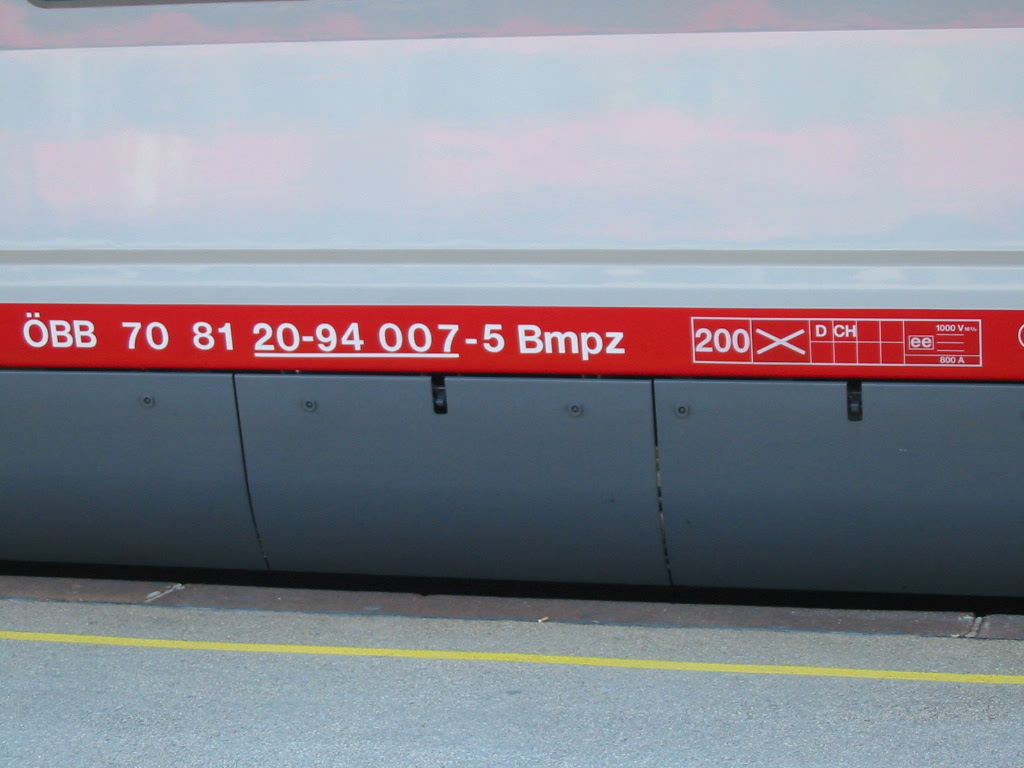 ÖBB 70 81 20-94 007-5 Bmpz
200 D CH ee 1000 V
800 A